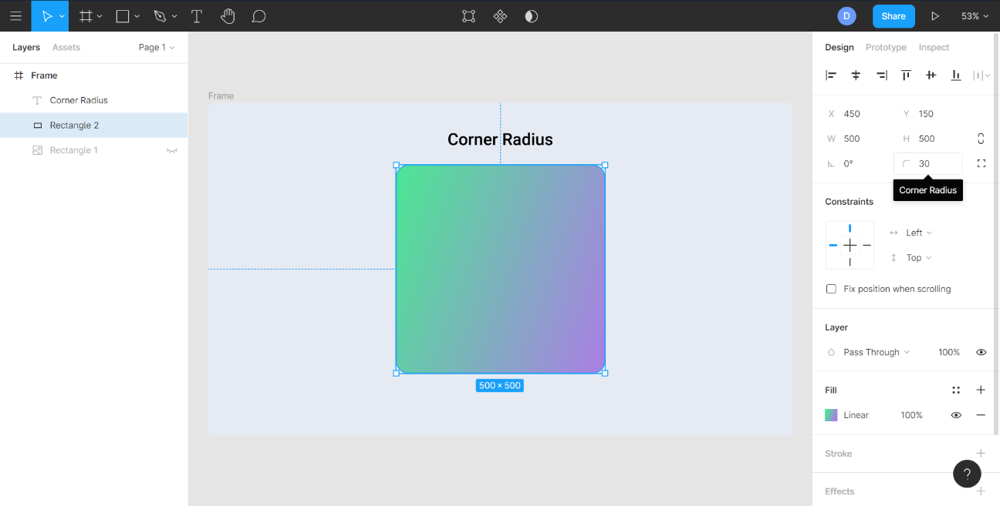 D
Share
53%
Layers
Assets
Page 1
Frame
Corner Radius
Rectangle 2
Rectangle 1
Frame
Corner Radius
500 × 500
Design
Prototype
Inspect
X 450 Y 150
W 500 H 500
0° 30
Corner Radius
Constraints
Left
Top
Fix position when scrolling
Layer
Pass Through 100%
Fill
Linear 100%
Stroke
?
Effects